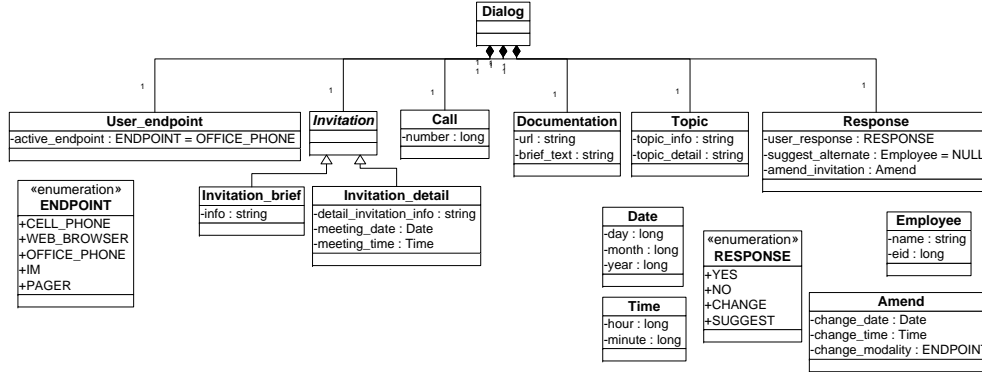 Dialog
1
1
1
1
1
1
1
1
1
1
User_endpoint
-active_endpoint : ENDPOINT = OFFICE_PHONE
Invitation
Call
-number : long
Documentation
-url : string
-brief_text : string
Topic
-topic_info : string
-topic_detail : string
Response
-user_response : RESPONSE
-suggest_alternate : Employee = NULL
-amend_invitation : Amend
«enumeration»
ENDPOINT
+CELL_PHONE
+WEB_BROWSER
+OFFICE_PHONE
+IM
+PAGER
Invitation_brief
-info : string
Invitation_detail
-detail_invitation_info : string
-meeting_date : Date
-meeting_time : Time
Date
-day : long
-month : long
-year : long
Time
-hour : long
-minute : long
«enumeration»
RESPONSE
+YES
+NO
+CHANGE
+SUGGEST
Employee
-name : string
-eid : long
Amend
-change_date : Date
-change_time : Time
-change_modality : ENDPOINT